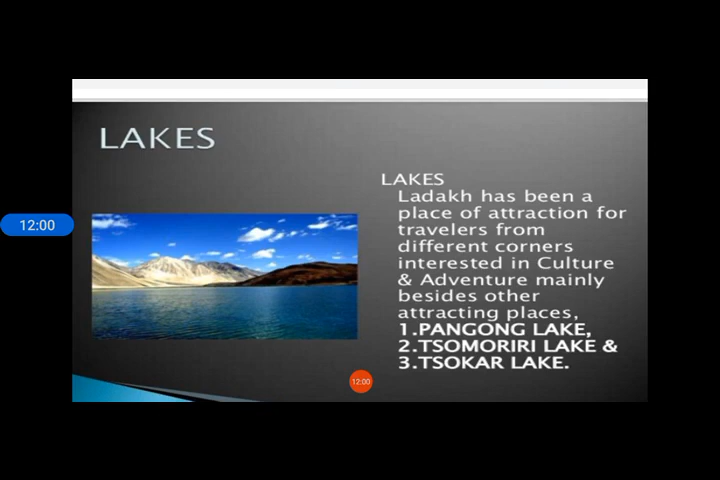 LAKES
LAKES
Ladakh has been a
place of attraction for
travelers from
different corners
interested in Culture
& Adventure mainly
besides other
attracting places,
1.PANGONG LAKE,
2.TSOMORIRI LAKE &
3.TSOKAR LAKE.
12:00
12:00